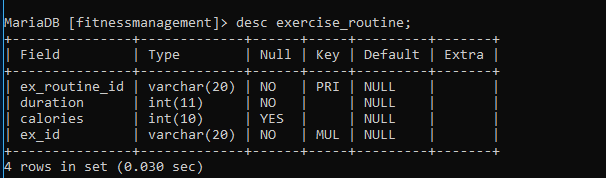 MariaDB [fitnessmanagement]> desc exercise_routine;
+---------------+-------------+------+-----+---------+-------+
| Field         | Type        | Null | Key | Default | Extra |
+---------------+-------------+------+-----+---------+-------+
| ex_routine_id | varchar(20) | NO   | PRI | NULL    |       |
| duration      | int(11)     | NO   |     | NULL    |       |
| calories      | int(10)     | YES  |     | NULL    |       |
| ex_id         | varchar(20) | NO   | MUL | NULL    |       |
+---------------+-------------+------+-----+---------+-------+
4 rows in set (0.030 sec)